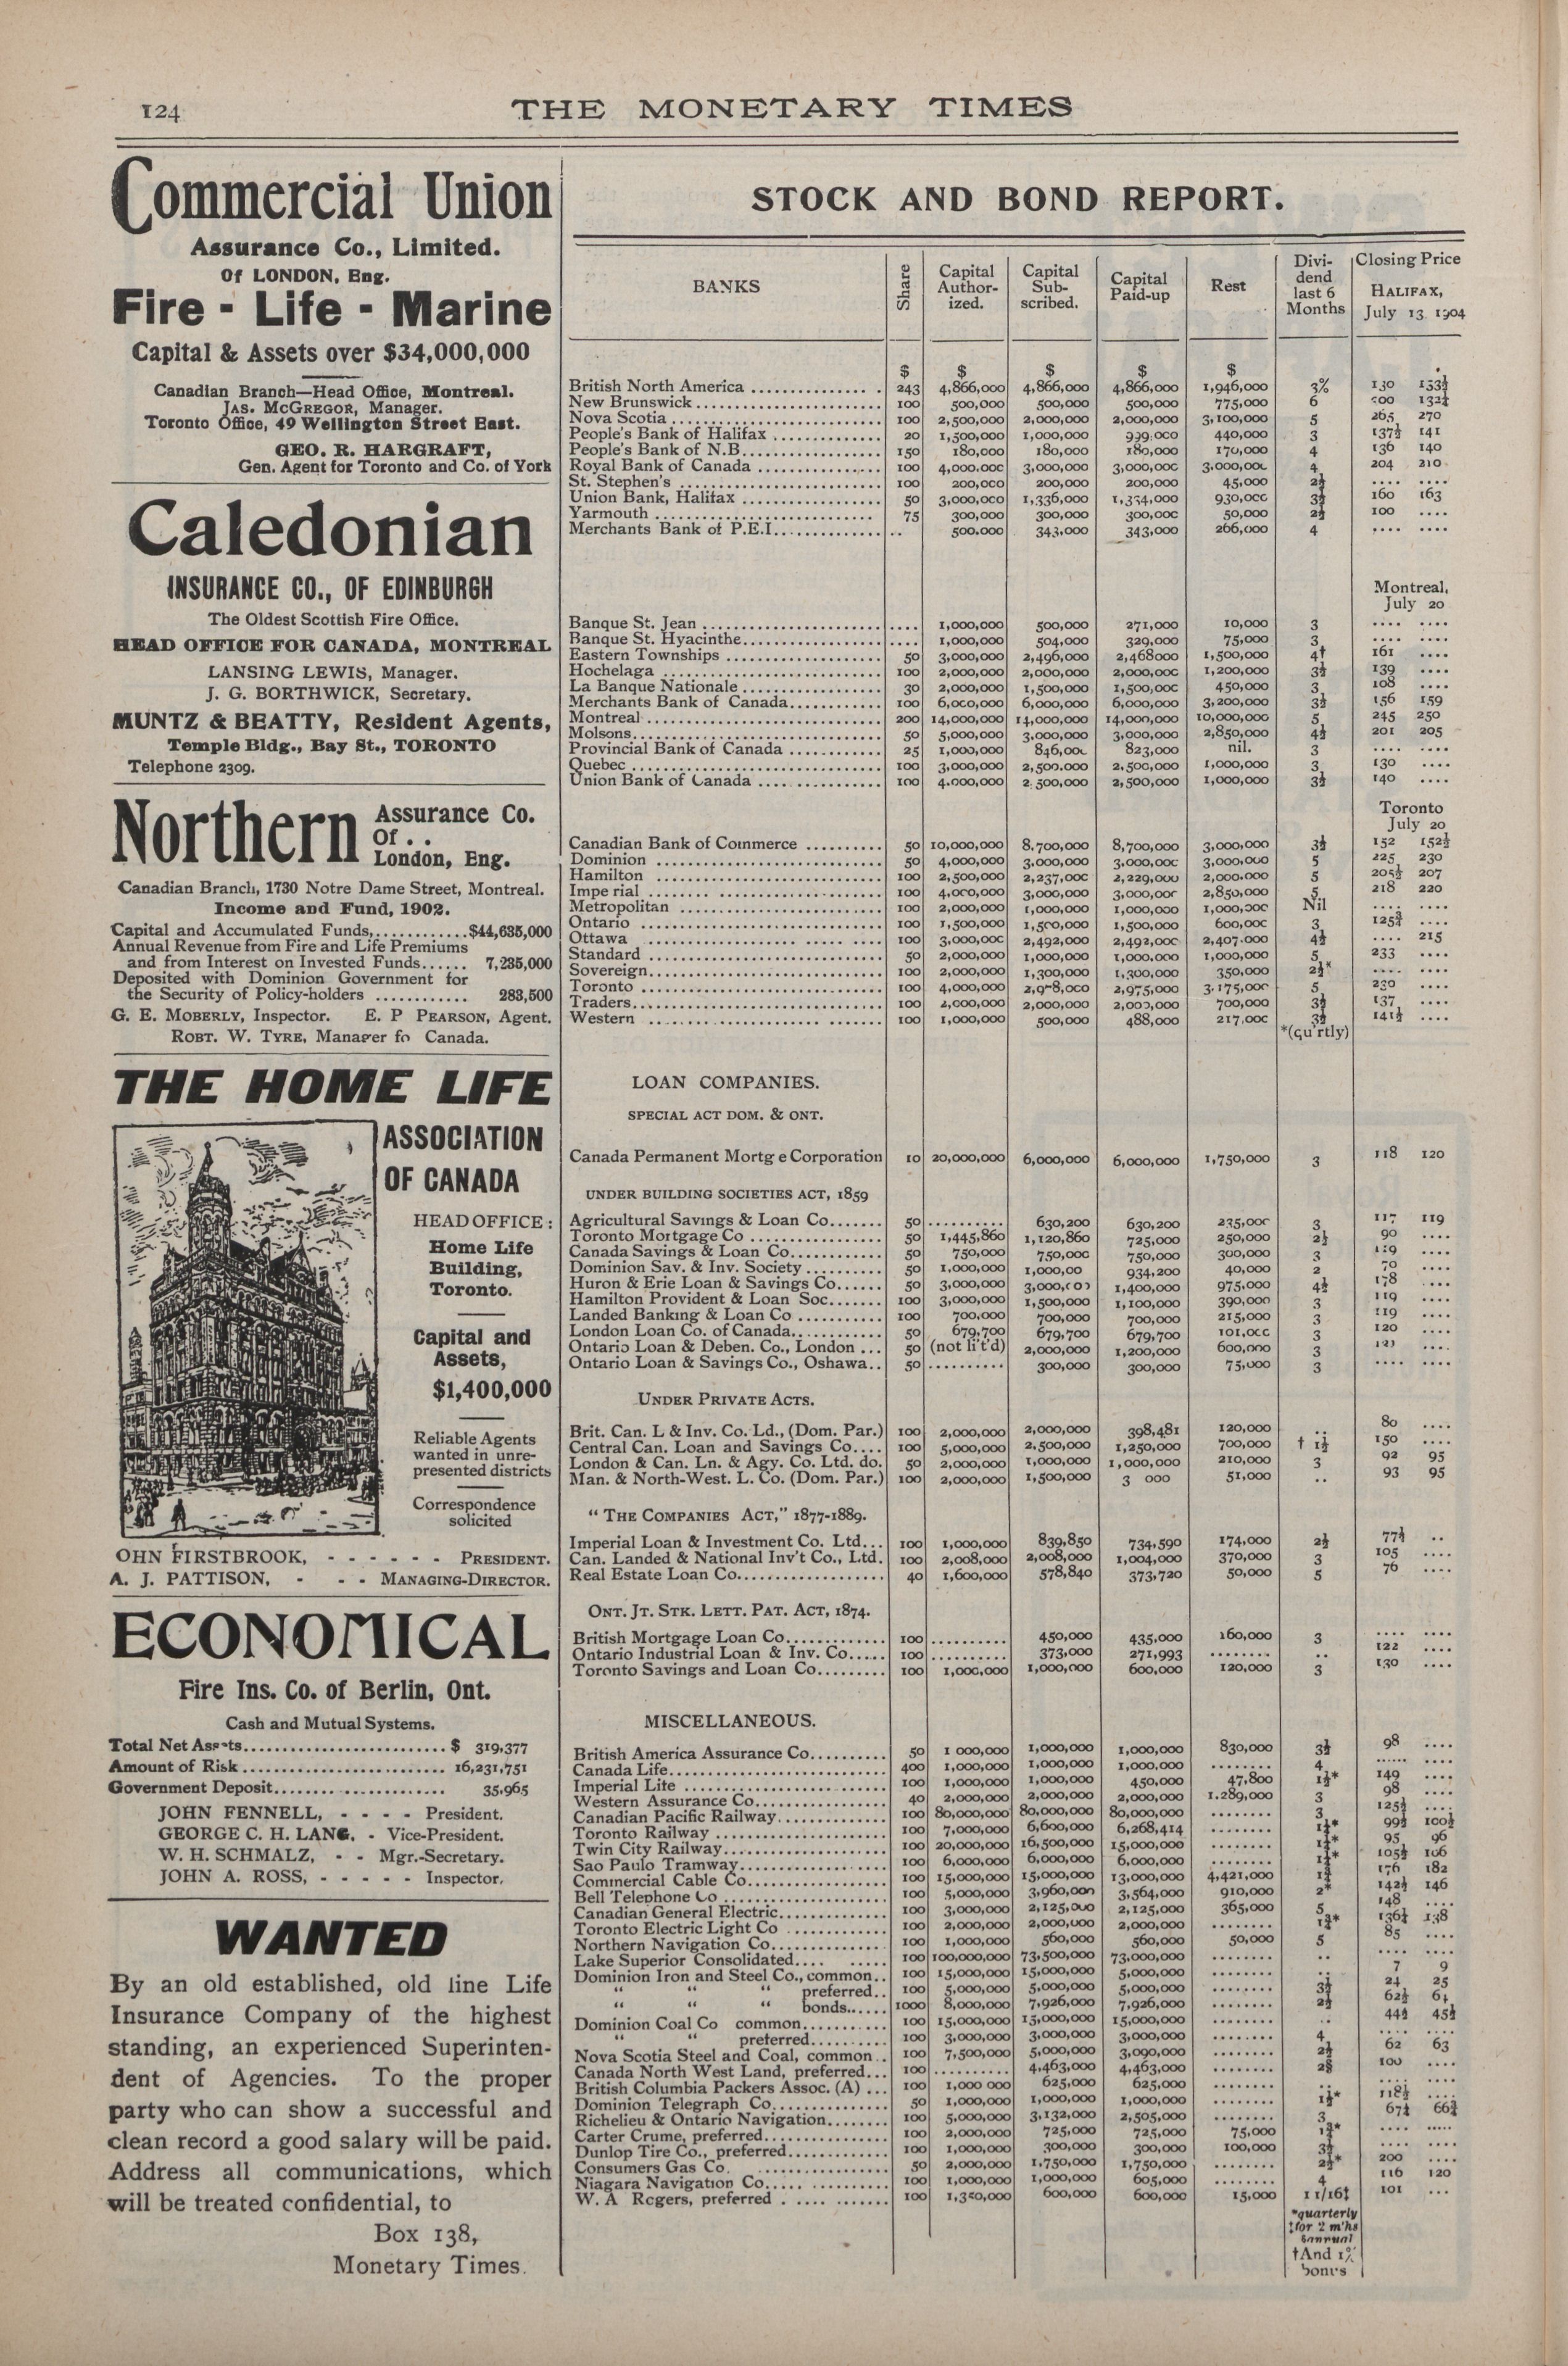 124
THE MONETARY TIMES
Commercial Union
Assurance Co., Limited.
Of LONDON, Eng.
Fire - Life - Marine
Capital & Assets over $34,000,000
Canadian Branch—Head Office, Montreal.
JAS. MCGREGOR, Manager.
Toronto Office, 49 Wellington Street East.
GEO. R. HARGRAFT,
Gen. Agent for Toronto and Co. of York
Caledonian
INSURANCE CO., OF EDINBURGH
The Oldest Scottish Fire Office.
HEAD OFFICE FOR CANADA, MONTREAL
LANSING LEWIS, Manager.
J. G. BORTHWICK, Secretary.
MUNTZ & BEATTY, Resident Agents,
Temple Bldg., Bay St., TORONTO
Telephone 2309.
Northern Assurance Co.
Of . .
London, Eng.
Canadian Branch, 1730 Notre Dame Street, Montreal.
Income and Fund, 1902.
Capital and Accumulated Funds,............$44,635,000
Annual Revenue from Fire and Life Premiums
and from Interest on Invested Funds...... 7,235,000
Deposited with Dominion Government for
the Security of Policy-holders ............ 283,500
G. E. MOBERLY, Inspector. E. P PEARSON, Agent.
ROBT. W. TYRE, Manager fo Canada.
THE HOME LIFE
ASSOCIATION
OF CANADA
HEAD OFFICE:
Home Life
Building,
Toronto.
Capital and
Assets,
$1,400,000
Reliable Agents
wanted in unre-
presented districts
Correspondence
solicited
OHN FIRSTBROOK, - - - - - - PRESIDENT.
A. J. PATTISON, - - - MANAGING-DIRECTOR.
ECONOMICAL
Fire Ins. Co. of Berlin, Ont.
Cash and Mutual Systems.
Total Net Assets.......................... $ 319,377
Amount of Risk .......................... 16,231,751
Government Deposit...................... 35,965
JOHN FENNELL, - - - - President.
GEORGE C. H. LANG, - Vice-President.
W. H. SCHMALZ, - - Mgr.-Secretary.
JOHN A. ROSS, - - - - - Inspector.
WANTED
By an old established, old line Life
Insurance Company of the highest
standing, an experienced Superinten-
dent of Agencies. To the proper
party who can show a successful and
clean record a good salary will be paid.
Address all communications, which
will be treated confidential, to
Box 138,
Monetary Times.
STOCK AND BOND REPORT.
BANKS Share Capital Authorized. Capital Subscribed. Capital Paid-up Rest Dividend last 6 Months Closing Price HALIFAX, July 13 1904
$ $ $ $ $
British North America 243 4,866,000 4,866,000 4,866,000 1,946,000 3% 130 133½
New Brunswick 100 500,000 500,000 500,000 775,000 6
Nova Scotia 100 2,500,000 2,000,000 2,000,000 3,100,000 5 265 270
People's Bank of Halifax 20 1,500,000 1,000,000 999,000 440,000 3 137½ 141
People's Bank of N.B. 150 180,000 180,000 180,000 170,000 4 136 140
Royal Bank of Canada 100 4,000,000 3,000,000 3,000,000 3,000,000 4 204 210
St. Stephen's 100 200,000 200,000 200,000 45,000 2½ .... ....
Union Bank, Halifax 50 3,000,000 1,336,000 1,334,000 930,000 3½ 160 163
Yarmouth 75 300,000 300,000 300,000 50,000 2½ 100 ....
Merchants Bank of P.E.I. .. 500,000 343,000 343,000 266,000 4 .... ....
Montreal,
July 20
Banque St. Jean .... 1,000,000 500,000 271,000 10,000 3 .... ....
Banque St. Hyacinthe .... 1,000,000 504,000 329,000 75,000 3 .... ....
Eastern Townships 50 3,000,000 2,496,000 2,468000 1,500,000 4† 161 ....
Hochelaga 100 2,000,000 2,000,000 2,000,000 1,200,000 3½ 139 ....
La Banque Nationale 30 2,000,000 1,500,000 1,500,000 450,000 3 108 ....
Merchants Bank of Canada 100 6,000,000 6,000,000 6,000,000 3,200,000 3½ 156 159
Montreal 200 14,000,000 14,000,000 14,000,000 10,000,000 5 245 250
Molsons 50 5,000,000 3,000,000 3,000,000 2,850,000 4½ 201 205
Provincial Bank of Canada 25 1,000,000 846,000 823,000 nil. 3 .... ....
Quebec 100 3,000,000 2,500,000 2,500,000 1,000,000 3 130 ....
Union Bank of Canada 100 4,000,000 2,500,000 2,500,000 1,000,000 3½ 140 ....
Toronto
July 20
Canadian Bank of Commerce 50 10,000,000 8,700,000 8,700,000 3,000,000 3½ 152 152½
Dominion 50 4,000,000 3,000,000 3,000,000 3,000,000 5 225 230
Hamilton 100 2,500,000 2,237,000 2,229,000 2,000,000 5 205½ 207
Impe rial 100 4,000,000 3,000,000 3,000,000 2,850,000 5 218 220
Metropolitan 100 2,000,000 1,000,000 1,000,000 1,000,000 Nil .... ....
Ontario 100 1,500,000 1,500,000 1,500,000 600,000 3 125¾ ....
Ottawa 100 3,000,000 2,492,000 2,492,000 2,407,000 4½ .... 215
Standard 50 2,000,000 1,000,000 1,000,000 1,000,000 5 233 ....
Sovereign 100 2,000,000 1,300,000 1,300,000 350,000 2½* .... ....
Toronto 100 4,000,000 2,975,000 3,175,000 5 230 ....
Traders 100 2,000,000 2,000,000 2,000,000 700,000 3½ 137 ....
Western 100 1,000,000 500,000 488,000 217,000 3½ 141½ ....
*(qu'rtly)
LOAN COMPANIES.
SPECIAL ACT DOM. & ONT.
Canada Permanent Mortg e Corporation 10 20,000,000 6,000,000 6,000,000 1,750,000 3 118 120
UNDER BUILDING SOCIETIES ACT, 1859
Agricultural Savings & Loan Co. 50 .......... 630,200 630,200 235,000 3 117 119
Toronto Mortgage Co 50 1,445,860 1,120,860 725,000 250,000 2½ 90 ....
Canada Savings & Loan Co. 50 750,000 750,000 750,000 300,000 3 ....
Dominion Sav. & Inv. Society 50 1,000,000 1,000,00 934,200 40,000 2 70 ....
Huron & Erie Loan & Savings Co. 50 3,000,000 3,000,000 1,400,000 975,000 4½ 178 ....
Hamilton Provident & Loan Soc. 100 3,000,000 1,500,000 1,100,000 390,000 3 119 ....
Landed Banking & Loan Co 100 700,000 700,000 700,000 215,000 3 119 ....
London Loan Co. of Canada 50 679,700 679,700 679,700 101,000 3 120 ....
Ontario Loan & Deben. Co., London 50 (not li't'd) 2,000,000 1,200,000 600,000 3 ....
Ontario Loan & Savings Co., Oshawa 50 .......... 300,000 300,000 75,000 3 .... ....
UNDER PRIVATE ACTS.
Brit. Can. L & Inv. Co. Ld., (Dom. Par.) 100 2,000,000 2,000,000 398,481 120,000 .. 80 ....
Central Can. Loan and Savings Co. 100 5,000,000 2,500,000 1,250,000 700,000 † 1½ 150 ....
London & Can. Ln. & Agy. Co. Ltd. do. 50 2,000,000 1,000,000 1,000,000 210,000 3 92 95
Man. & North-West. L. Co. (Dom. Par.) 100 2,000,000 1,500,000 3 000 51,000 .. 93 95
"THE COMPANIES ACT," 1877-1889.
Imperial Loan & Investment Co. Ltd. 100 1,000,000 839,850 734,590 174,000 2½ 77½ ..
Can. Landed & National Inv't Co., Ltd. 100 2,008,000 2,008,000 1,004,000 370,000 3 105 ....
Real Estate Loan Co. 40 1,600,000 578,840 373,720 50,000 5 76 ....
ONT. JT. STK. LETT. PAT. ACT, 1874.
British Mortgage Loan Co. 100 .......... 450,000 435,000 160,000 3 .... ....
Ontario Industrial Loan & Inv. Co. 100 .......... 373,000 271,993 ........ .. 122 ....
Toronto Savings and Loan Co. 100 1,000,000 1,000,000 600,000 120,000 3 130 ....
MISCELLANEOUS.
British America Assurance Co. 50 1 000,000 1,000,000 1,000,000 830,000 3½ 98 ....
Canada Life 400 1,000,000 1,000,000 1,000,000 ........ 4 ...... ....
Imperial Life 100 1,000,000 1,000,000 450,000 47,800 1½* 149 ....
Western Assurance Co. 40 2,000,000 2,000,000 2,000,000 1,289,000 3 98 ....
Canadian Pacific Railway 100 80,000,000 80,000,000 80,000,000 ........ 3 125½ ....
Toronto Railway 100 7,000,000 6,600,000 6,268,414 ........ 1¼* 99½ 100½
Twin City Railway 100 20,000,000 16,500,000 15,000,000 ........ 1¼* 95 96
Sao Paulo Tramway 100 6,000,000 6,000,000 6,000,000 ........ 1¼* 105½ 106
Commercial Cable Co. 100 15,000,000 15,000,000 13,000,000 4,421,000 1¾ 176 182
Bell Telephone Co 100 5,000,000 3,960,000 3,564,000 910,000 2* 142½ 146
Canadian General Electric 100 3,000,000 2,125,000 2,125,000 365,000 5 148 ....
Toronto Electric Light Co 100 2,000,000 2,000,000 2,000,000 ........ 1¾* 136½ 138
Northern Navigation Co. 100 1,000,000 560,000 560,000 50,000 5 85 ....
Lake Superior Consolidated 100 100,000,000 73,500,000 73,000,000 ........ .. .... ....
Dominion Iron and Steel Co., common 100 15,000,000 15,000,000 5,000,000 ........ .. 7 9
" " " preferred 100 5,000,000 5,000,000 5,000,000 ........ 3½ 24 25
" " " bonds 1000 8,000,000 7,926,000 7,926,000 ........ 2½ 62½
Dominion Coal Co common 100 15,000,000 15,000,000 15,000,000 ........ .. 44½ 45½
" " preferred 100 3,000,000 3,000,000 3,000,000 ........ 4 .... ....
Nova Scotia Steel and Coal, common 100 7,500,000 5,000,000 3,090,000 ........ 2½ 62 63
Canada North West Land, preferred 100 .......... 4,463,000 4,463,000 ........ 100 ....
British Columbia Packers Assoc. (A) 100 1,000 000 625,000 625,000 ........ .. .... ....
Dominion Telegraph Co. 50 1,000,000 1,000,000 1,000,000 ........ 1½* 118½ ....
Richelieu & Ontario Navigation 100 5,000,000 3,132,000 2,505,000 ........ 3 67½ 66¾
Carter Crume, preferred 100 2,000,000 725,000 725,000 75,000 1¾* .... .....
Dunlop Tire Co., preferred 100 1,000,000 300,000 300,000 100,000 3½ .... ....
Consumers Gas Co. 50 2,000,000 1,750,000 1,750,000 ........ 2½* 200 ....
Niagara Navigation Co. 100 1,000,000 1,000,000 605,000 ........ 4 116 120
W. A Rogers, preferred 100 1,350,000 600,000 600,000 15,000 1 1/16‡ 101 ...
*quarterly
‡for 2 m'hs
§annual
†And 1%
bonus